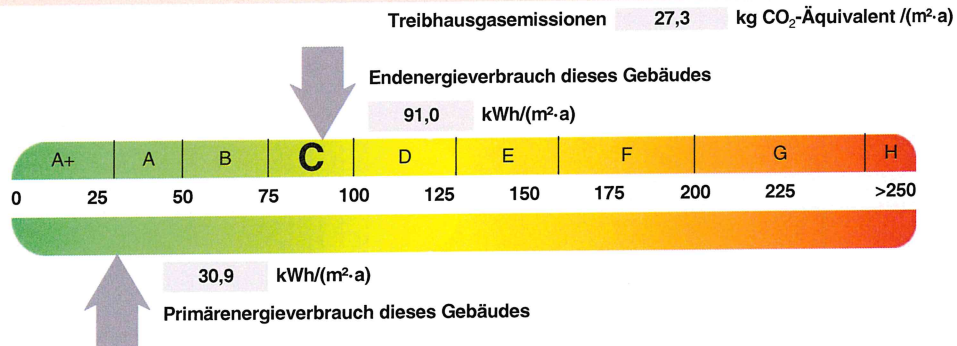 Treibhausgasemissionen 27,3 kg CO₂-Äquivalent /(m²·a)
Endenergieverbrauch dieses Gebäudes
91,0 kWh/(m²·a)
A+ A B C D E F G H
0 25 50 75 100 125 150 175 200 225 >250
30,9 kWh/(m²·a)
Primärenergieverbrauch dieses Gebäudes